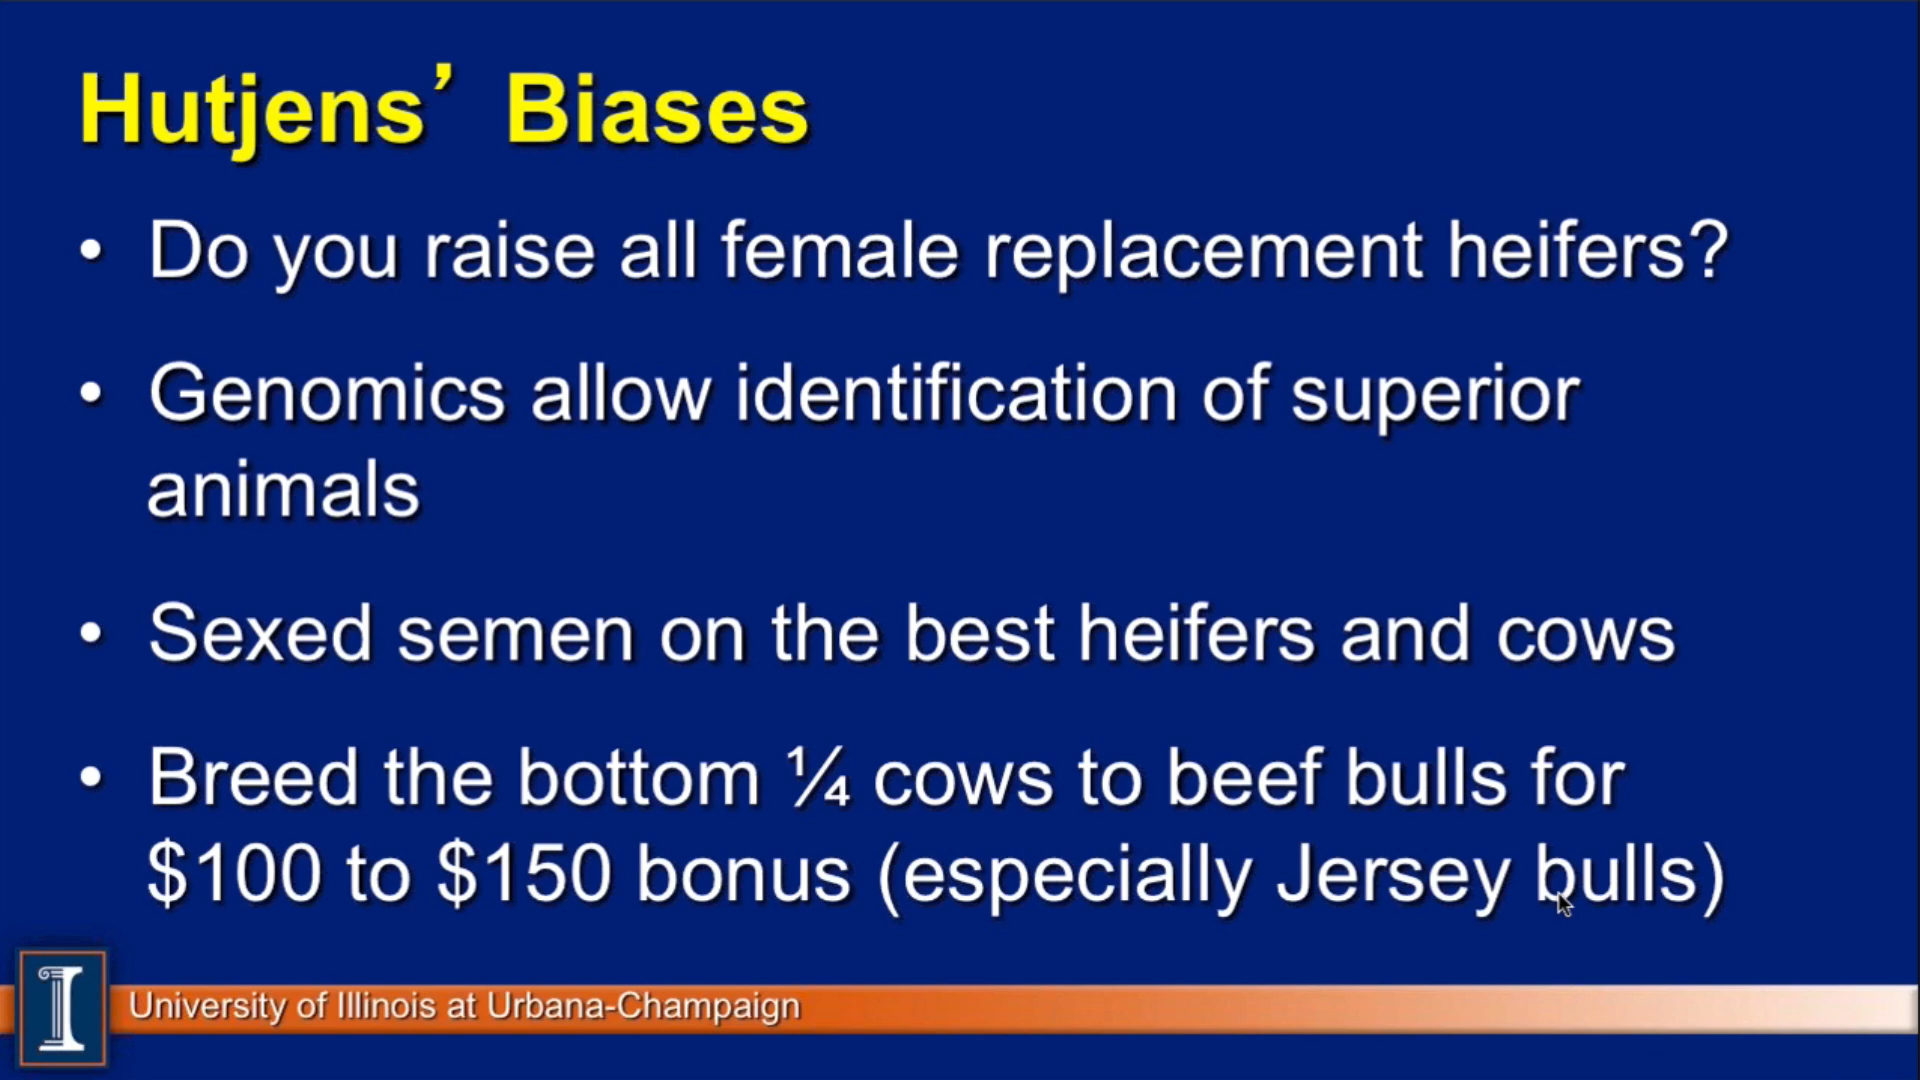 Hutjens’ Biases
• Do you raise all female replacement heifers?
• Genomics allow identification of superior
animals
• Sexed semen on the best heifers and cows
• Breed the bottom ¼ cows to beef bulls for
$100 to $150 bonus (especially Jersey bulls)
I
University of Illinois at Urbana-Champaign